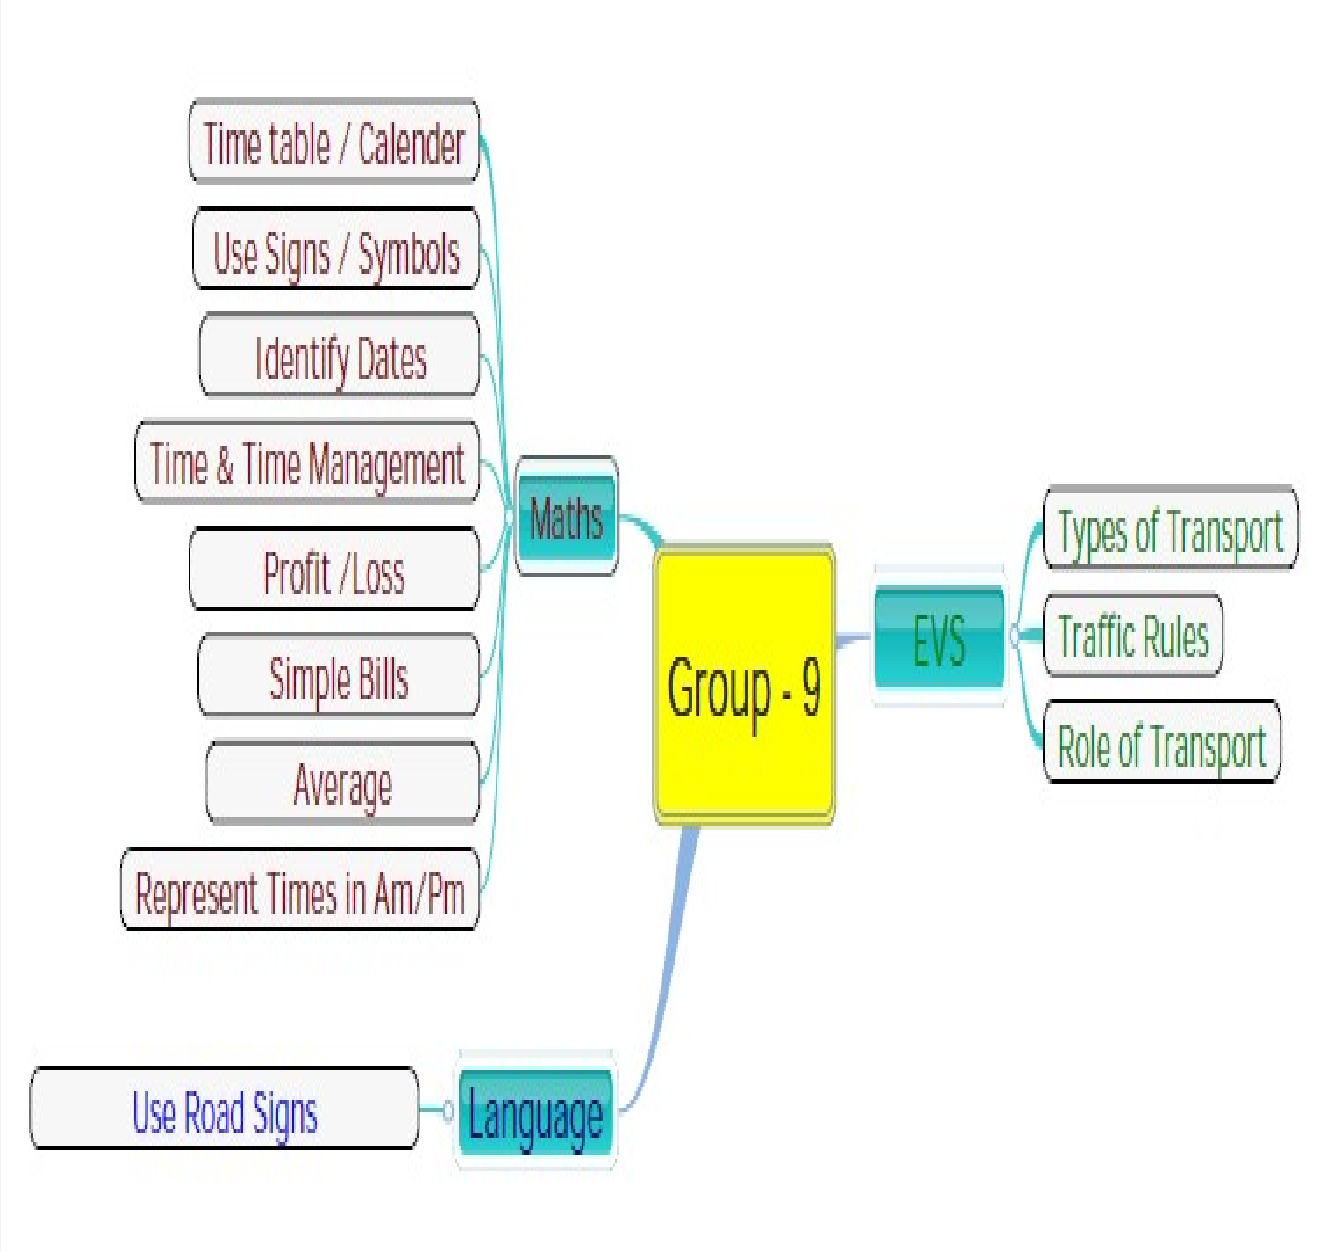 Time table / Calender
Use Signs / Symbols
Identify Dates
Time & Time Management
Profit /Loss
Simple Bills
Average
Represent Times in Am/Pm
Maths
Group - 9
EVS
Types of Transport
Traffic Rules
Role of Transport
Use Road Signs
Language